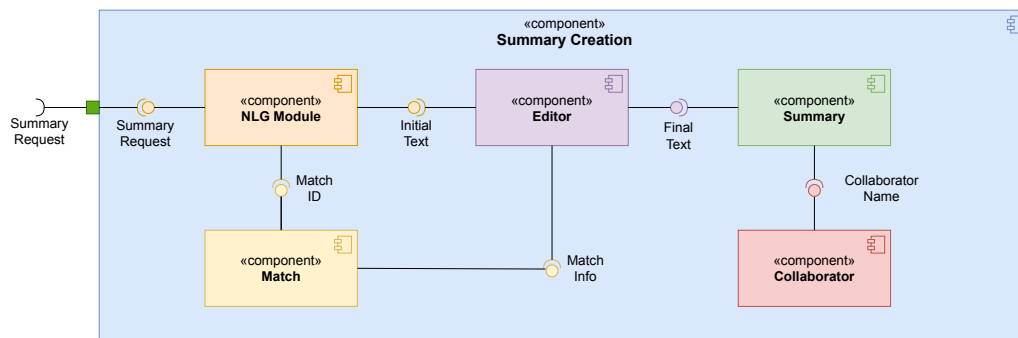 «component»
Summary Creation
Summary
Request
Summary
Request
«component»
NLG Module
Initial
Text
«component»
Editor
Final
Text
«component»
Summary
Match
ID
Collaborator
Name
«component»
Match
Match
Info
«component»
Collaborator